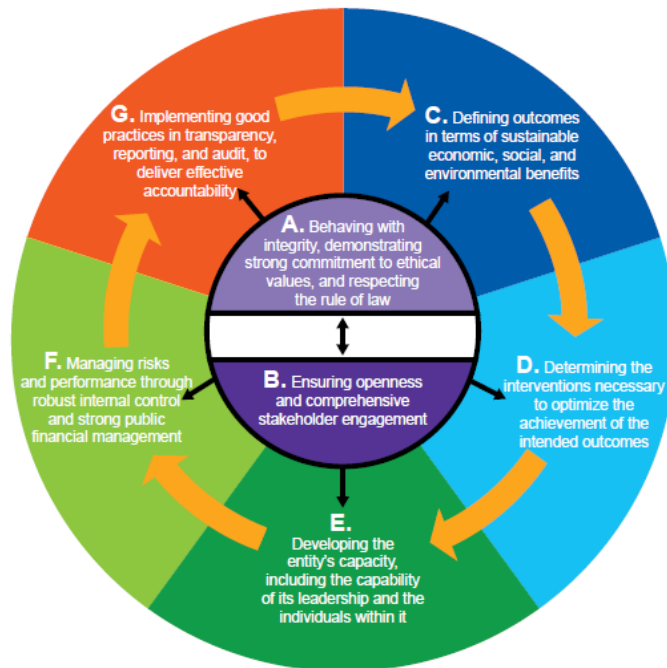 A. Behaving with
integrity, demonstrating
strong commitment to ethical
values, and respecting
the rule of law
B. Ensuring openness
and comprehensive
stakeholder engagement
C. Defining outcomes
in terms of sustainable
economic, social, and
environmental benefits
D. Determining the
interventions necessary
to optimize the
achievement of the
intended outcomes
E.
Developing the
entity's capacity,
including the capability
of its leadership and the
individuals within it
F. Managing risks
and performance through
robust internal control
and strong public
financial management
G. Implementing good
practices in transparency,
reporting, and audit, to
deliver effective
accountability